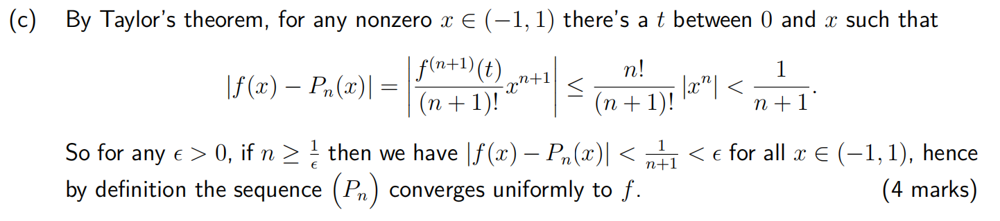 (c) By Taylor's theorem, for any nonzero $x \in (-1, 1)$ there's a $t$ between $0$ and $x$ such that
$$|f(x) - P_n(x)| = \left| \frac{f^{(n+1)}(t)}{(n+1)!} x^{n+1} \right| \leq \frac{n!}{(n+1)!} |x^n| < \frac{1}{n+1}.$$
So for any $\epsilon > 0$, if $n \geq \frac{1}{\epsilon}$ then we have $|f(x) - P_n(x)| < \frac{1}{n+1} < \epsilon$ for all $x \in (-1, 1)$, hence
by definition the sequence $(P_n)$ converges uniformly to $f$. (4 marks)